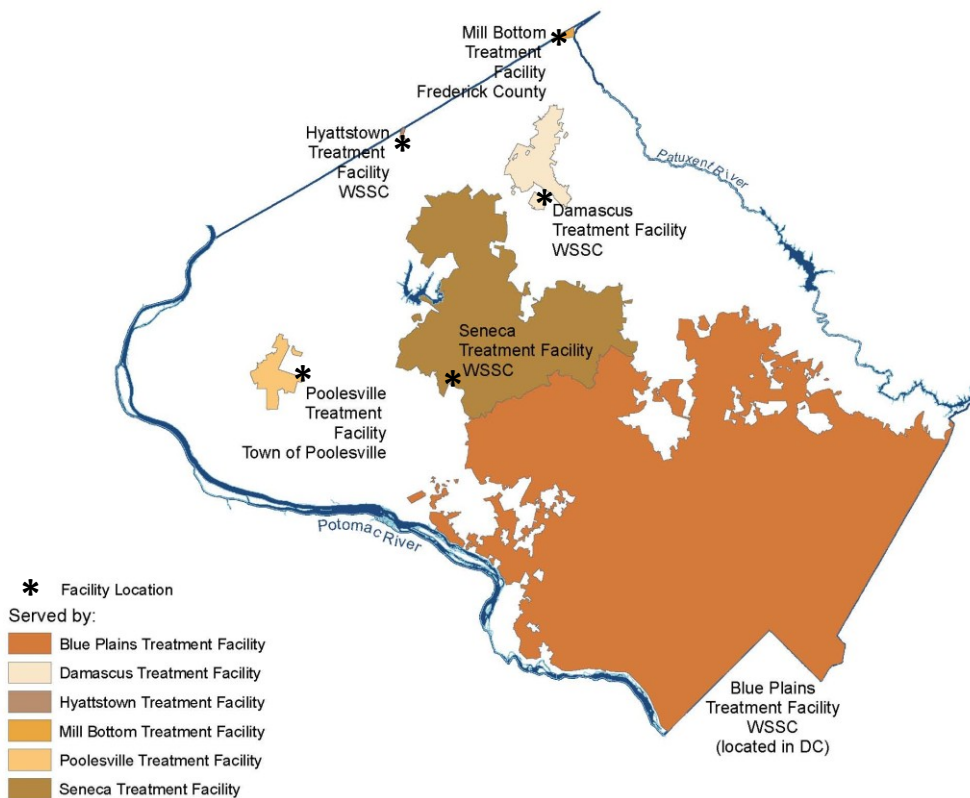 Mill Bottom
Treatment
Facility
Frederick County
Hyattstown
Treatment
Facility
WSSC
Patuxent River
Damascus
Treatment Facility
WSSC
Seneca
Treatment Facility
WSSC
Poolesville
Treatment
Facility
Town of Poolesville
Potomac River
Blue Plains
Treatment Facility
WSSC
(located in DC)
* Facility Location
Served by:
Blue Plains Treatment Facility
Damascus Treatment Facility
Hyattstown Treatment Facility
Mill Bottom Treatment Facility
Poolesville Treatment Facility
Seneca Treatment Facility